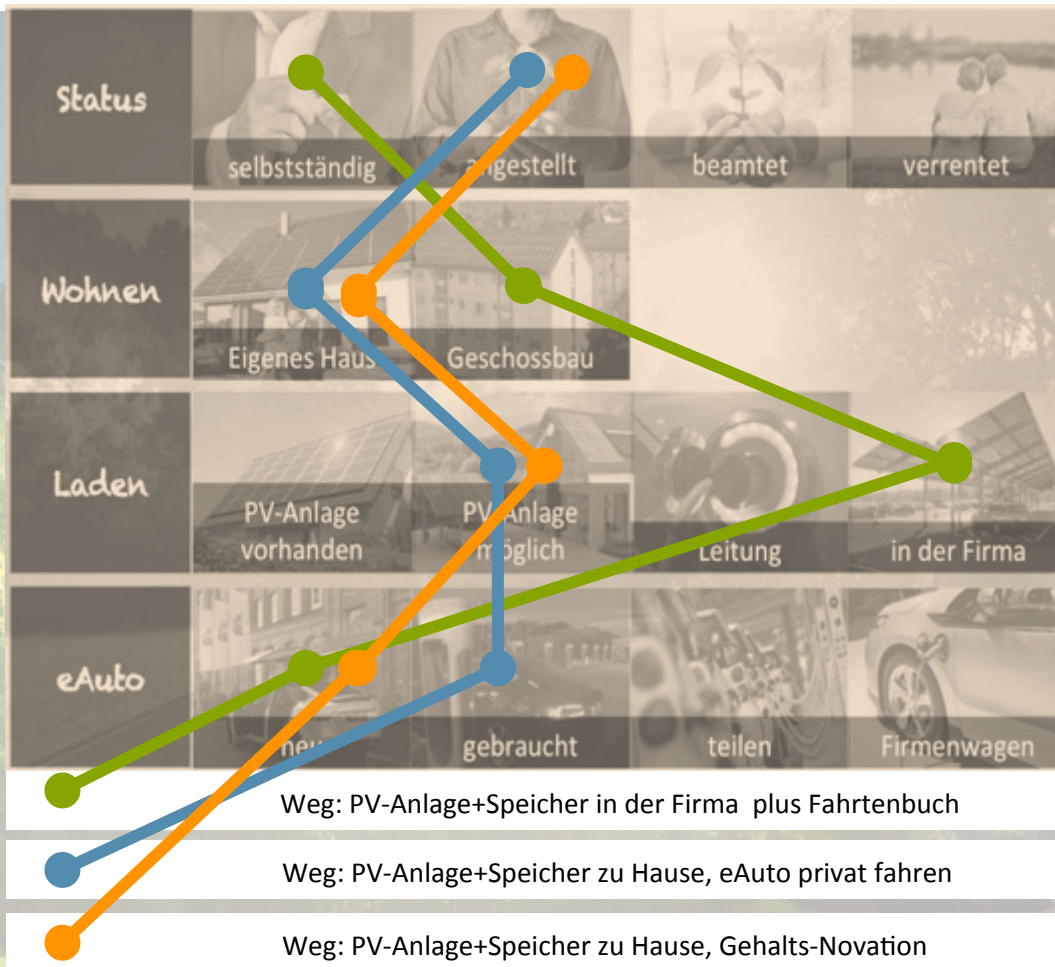 Status
selbstständig
angestellt
beamtet
verrentet
Wohnen
Eigenes Haus
Geschossbau
Laden
PV-Anlage
vorhanden
PV-Anlage
möglich
Leitung
in der Firma
eAuto
neu
gebraucht
teilen
Firmenwagen
Weg: PV-Anlage+Speicher in der Firma plus Fahrtenbuch
Weg: PV-Anlage+Speicher zu Hause, eAuto privat fahren
Weg: PV-Anlage+Speicher zu Hause, Gehalts-Novation